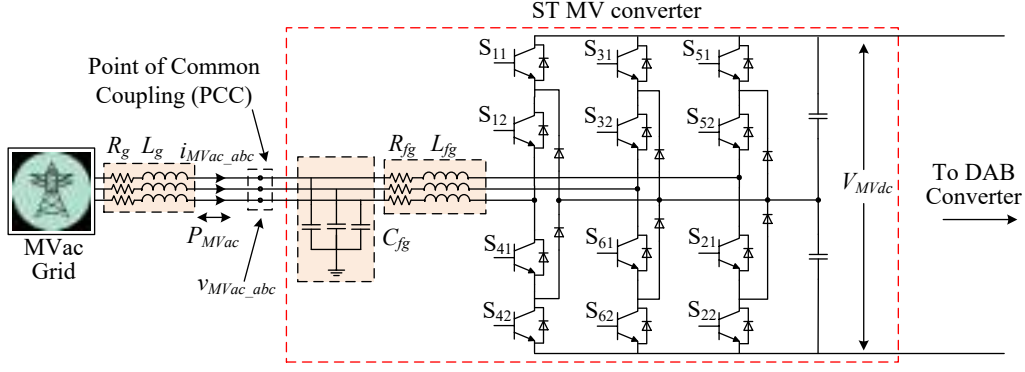 ST MV converter
Point of Common
Coupling (PCC)
S11
S31
S51
S12
S32
S52
Rg Lg iMVac_abc
Rfg Lfg
VMVdc
To DAB
Converter
PMVac
MVac
Grid
Cfg
vMVac_abc
S41
S61
S21
S42
S62
S22